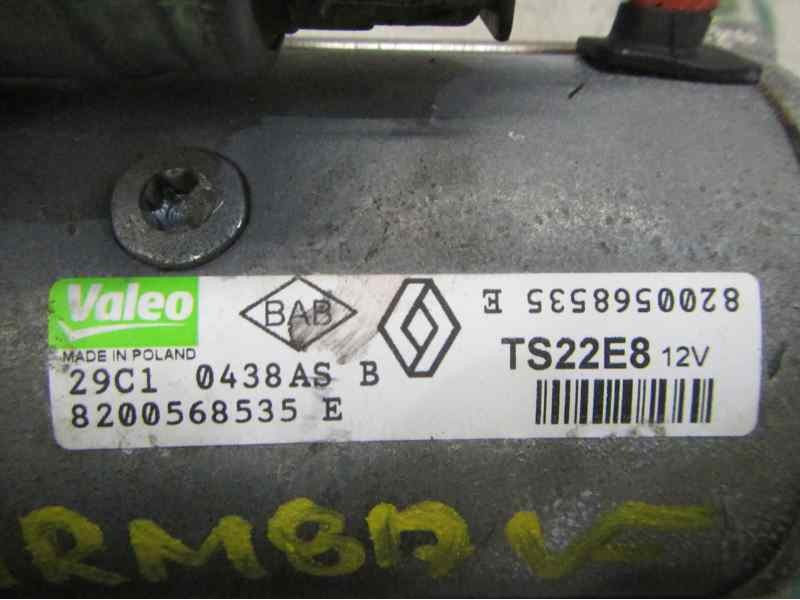 Valeo
BAB
8200568535 E
MADE IN POLAND
TS22E8 12V
29C1 0438AS B
8200568535 E